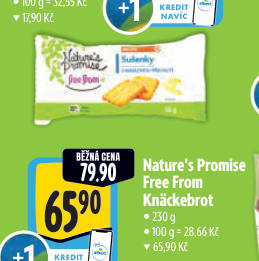 • 100 g = 32,55 Kč
▾ 17,90 Kč
+1
KREDIT
NAVÍC
Nature's
Promise
free from
Sušenky
BĚŽNÁ CENA
79.90
65 90
Nature's Promise
Free From
Knäckebrot
• 230 g
• 100 g = 28,66 Kč
▾ 65,90 Kč
+1
KREDIT